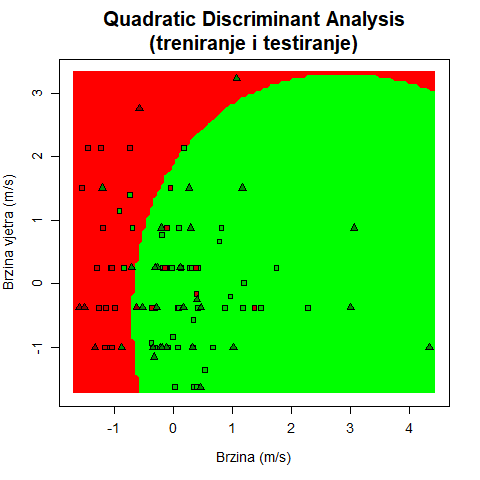 Quadratic Discriminant Analysis
(treniranje i testiranje)
Brzina vjetra (m/s)
3
2
1
0
-1
-1 0 1 2 3 4
Brzina (m/s)